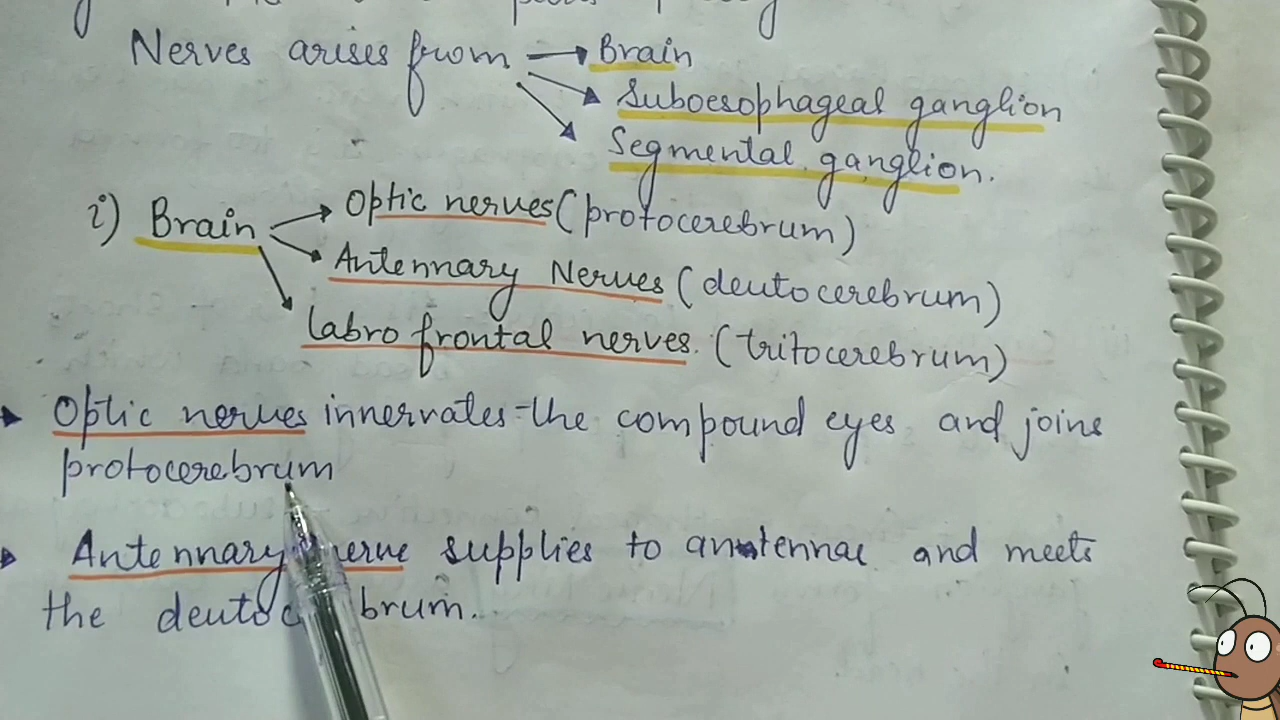 Nerves arises from → Brain
→ Suboesophageal ganglion
→ Segmental ganglion.
i) Brain → Optic nerves (protocerebrum)
→ Antennary Nerves (deutocerebrum)
→ labro frontal nerves. (tritocerebrum)
Optic nerves innervates the compound eyes and joins
protocerebrum
Antennary nerve supplies to antennae and meets
the brum.